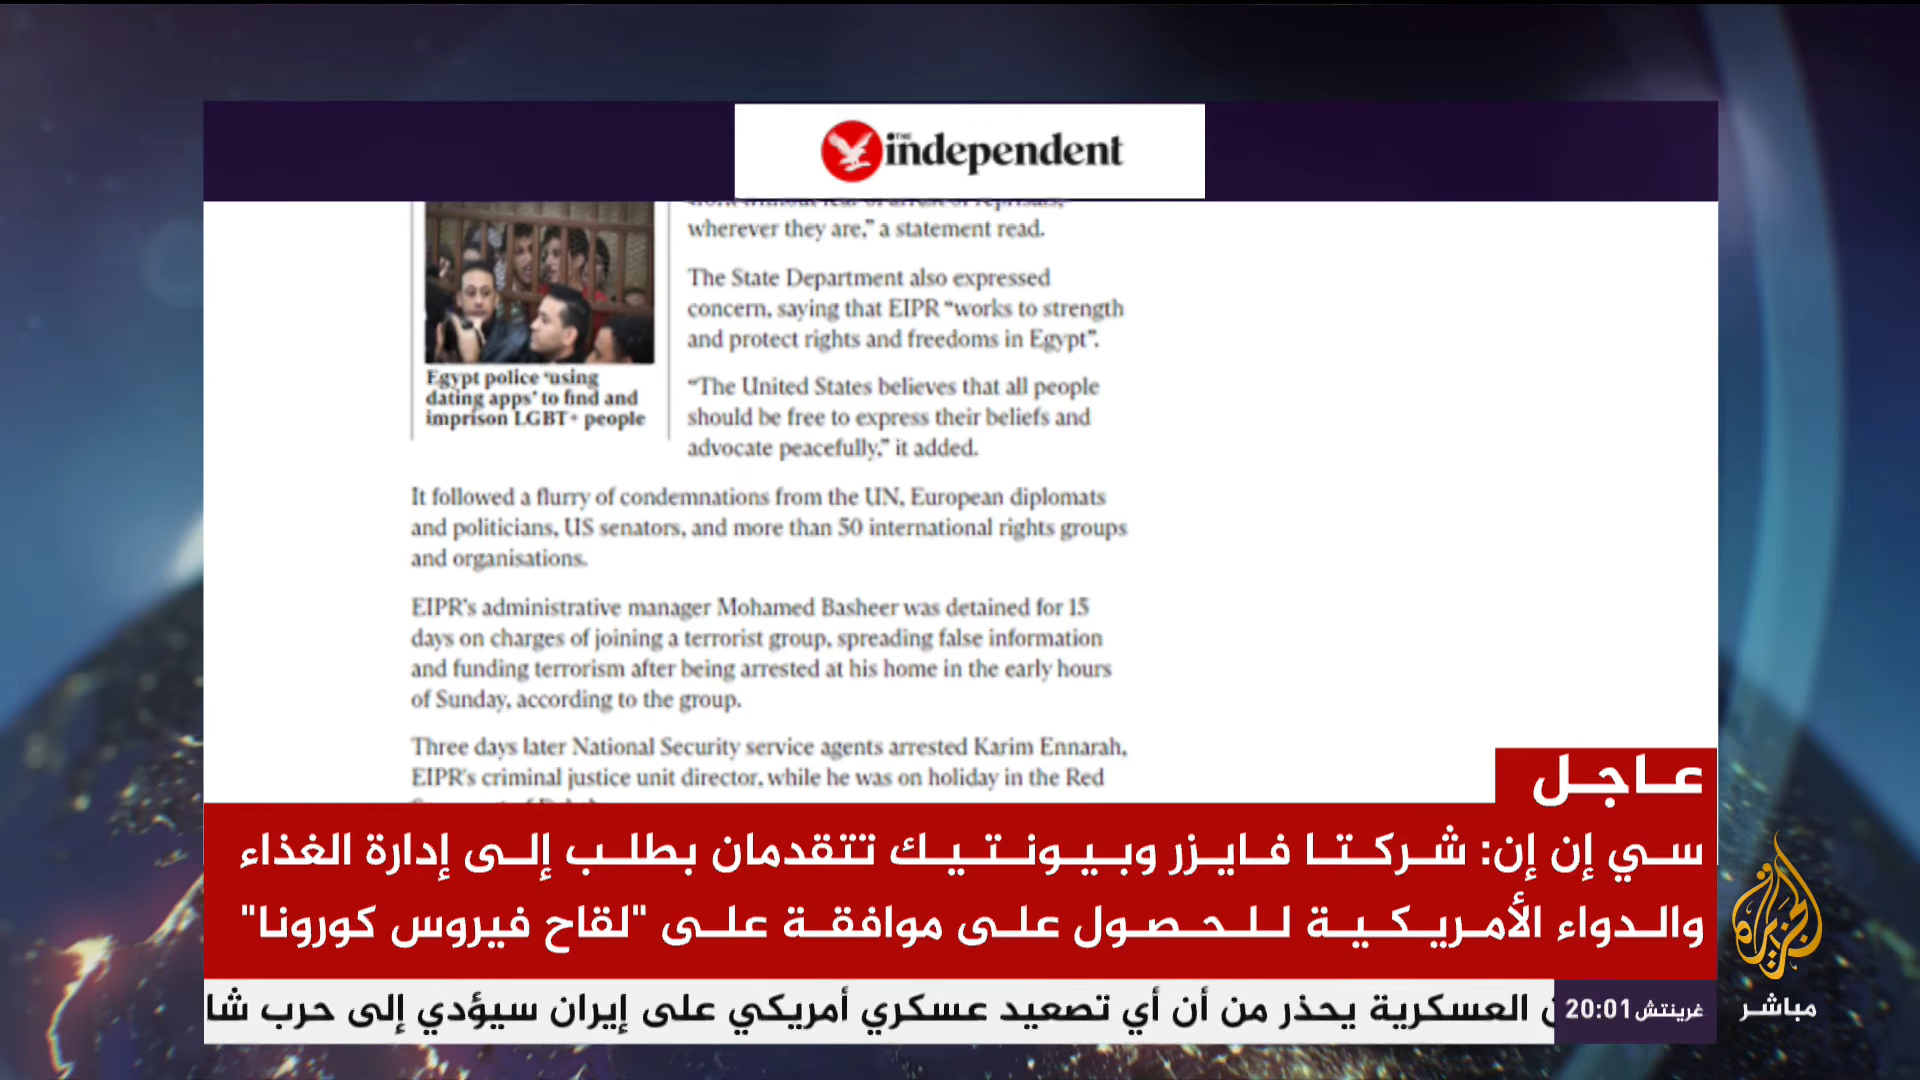 THE independent
wherever they are,” a statement read.
The State Department also expressed
concern, saying that EIPR “works to strength
and protect rights and freedoms in Egypt”.
“The United States believes that all people
should be free to express their beliefs and
advocate peacefully,” it added.
Egypt police ‘using
dating apps’ to find and
imprison LGBT+ people
It followed a flurry of condemnations from the UN, European diplomats
and politicians, US senators, and more than 50 international rights groups
and organisations.
EIPR’s administrative manager Mohamed Basheer was detained for 15
days on charges of joining a terrorist group, spreading false information
and funding terrorism after being arrested at his home in the early hours
of Sunday, according to the group.
Three days later National Security service agents arrested Karim Ennarah,
EIPR’s criminal justice unit director, while he was on holiday in the Red
عاجل
سي إن إن: شركتا فايزر وبيونتيك تتقدمان بطلب إلى إدارة الغذاء
والدواء الأمريكية للحصول على موافقة على "لقاح فيروس كورونا"
الجزيرة
مباشر
غرينتش 20:01
العسكرية يحذر من أن أي تصعيد عسكري أمريكي على إيران سيؤدي إلى حرب